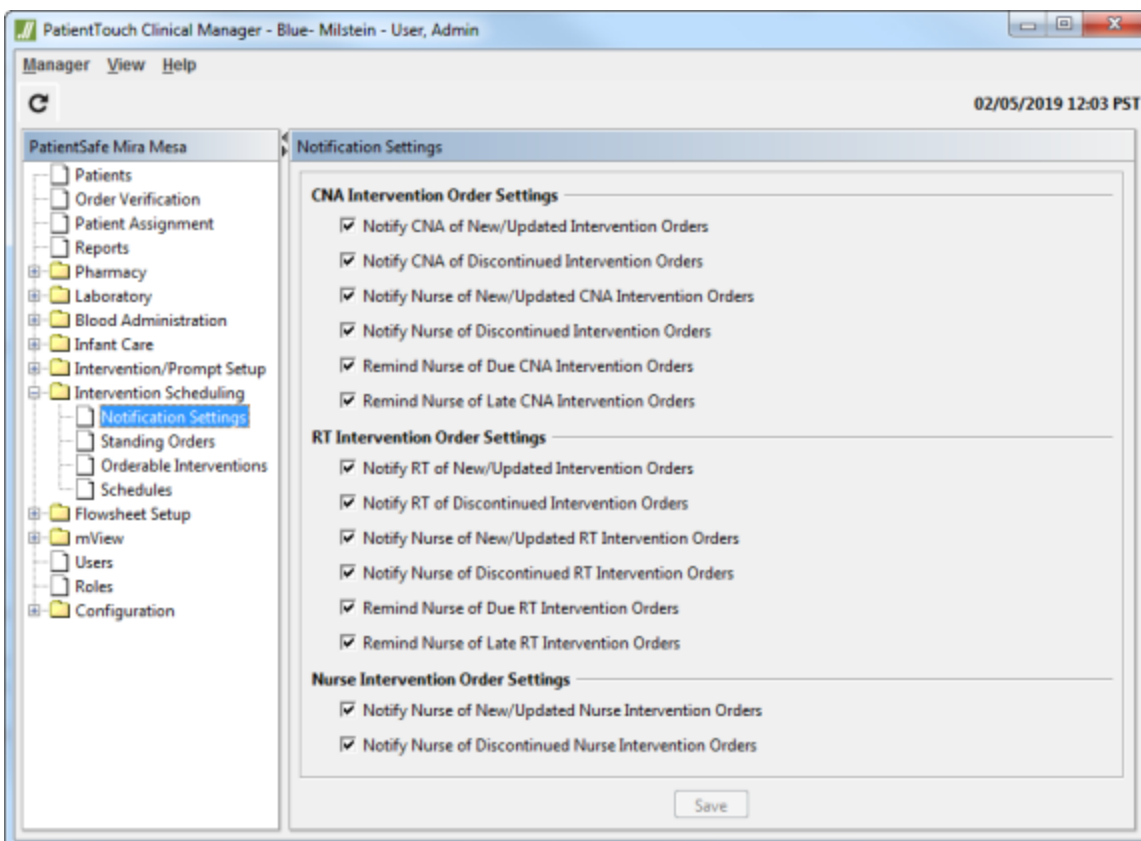 PatientTouch Clinical Manager - Blue- Milstein - User, Admin
Manager View Help
02/05/2019 12:03 PST
PatientSafe Mira Mesa
Patients
Order Verification
Patient Assignment
Reports
Pharmacy
Laboratory
Blood Administration
Infant Care
Intervention/Prompt Setup
Intervention Scheduling
Notification Settings
Standing Orders
Orderable Interventions
Schedules
Flowsheet Setup
mView
Users
Roles
Configuration
Notification Settings
CNA Intervention Order Settings
Notify CNA of New/Updated Intervention Orders
Notify CNA of Discontinued Intervention Orders
Notify Nurse of New/Updated CNA Intervention Orders
Notify Nurse of Discontinued Intervention Orders
Remind Nurse of Due CNA Intervention Orders
Remind Nurse of Late CNA Intervention Orders
RT Intervention Order Settings
Notify RT of New/Updated Intervention Orders
Notify RT of Discontinued Intervention Orders
Notify Nurse of New/Updated RT Intervention Orders
Notify Nurse of Discontinued RT Intervention Orders
Remind Nurse of Due RT Intervention Orders
Remind Nurse of Late RT Intervention Orders
Nurse Intervention Order Settings
Notify Nurse of New/Updated Nurse Intervention Orders
Notify Nurse of Discontinued Nurse Intervention Orders
Save